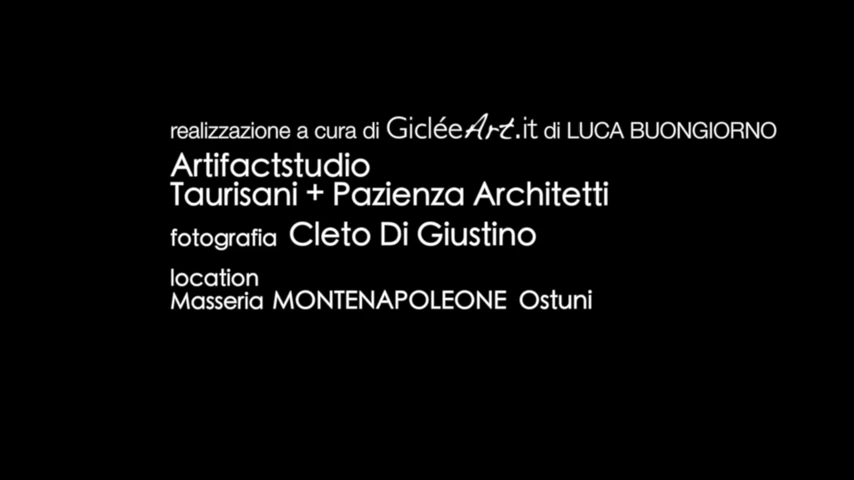 realizzazione a cura di GicléeArt.it di LUCA BUONGIORNO
Artifactstudio
Taurisani + Pazienza Architetti
fotografia Cleto Di Giustino
location
Masseria MONTENAPOLEONE Ostuni